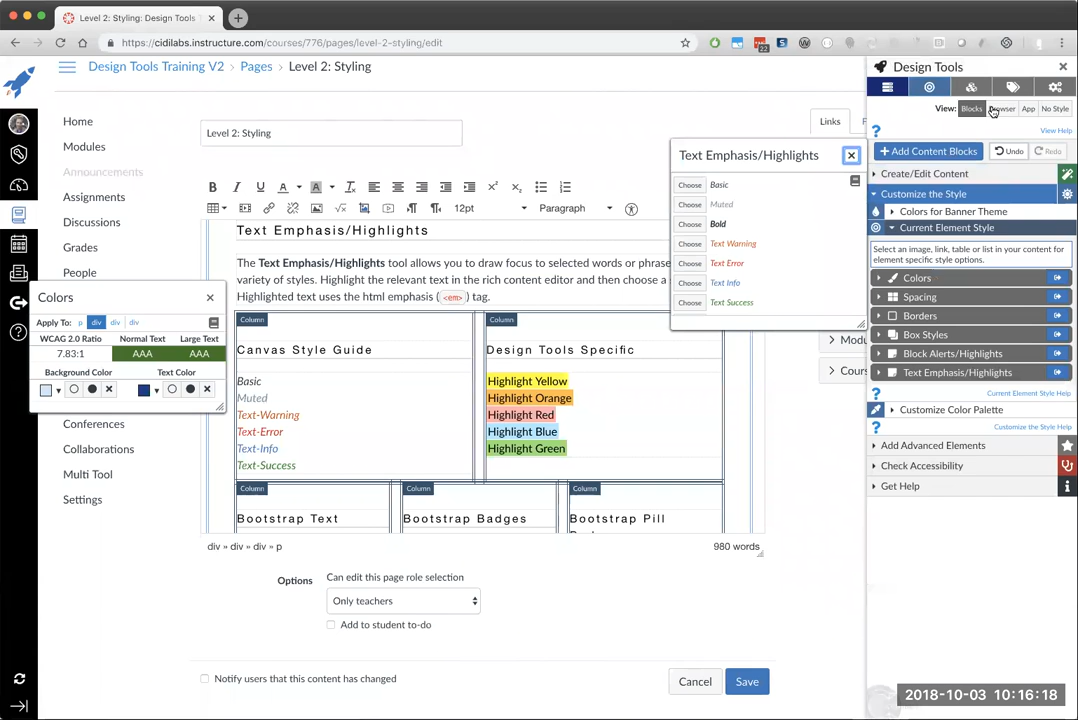 Level 2: Styling: Design Tools T
https://cidilabs.instructure.com/courses/776/pages/level-2-styling/edit
22
Design Tools Training V2 > Pages > Level 2: Styling
Home
Modules
Announcements
Assignments
Discussions
Grades
People
Conferences
Collaborations
Multi Tool
Settings
Level 2: Styling
Links
12pt
Paragraph
Text Emphasis/Highlights
The Text Emphasis/Highlights tool allows you to draw focus to selected words or phrase
variety of styles. Highlight the relevant text in the rich content editor and then choose a
Highlighted text uses the html emphasis (<em>) tag.
Column
Canvas Style Guide
Basic
Muted
Text-Warning
Text-Error
Text-Info
Text-Success
Column
Design Tools Specific
Highlight Yellow
Highlight Orange
Highlight Red
Highlight Blue
Highlight Green
Column
Bootstrap Text
Column
Bootstrap Badges
Column
Bootstrap Pill
div » div » div » p
980 words
Options
Can edit this page role selection
Only teachers
Add to student to-do
Notify users that this content has changed
Cancel
Save
Colors
Apply To: p div div div
WCAG 2.0 Ratio Normal Text Large Text
7.83:1 AAA AAA
Background Color Text Color
Text Emphasis/Highlights
Choose Basic
Choose Muted
Choose Bold
Choose Text Warning
Choose Text Error
Choose Text Info
Choose Text Success
Modu
Cours
Design Tools
View: Blocks Browser App No Style
View Help
+ Add Content Blocks
Undo
Redo
Create/Edit Content
Customize the Style
Colors for Banner Theme
Current Element Style
Select an image, link, table or list in your content for
element specific style options.
Colors
Spacing
Borders
Box Styles
Block Alerts/Highlights
Text Emphasis/Highlights
Current Element Style Help
Customize Color Palette
Customize the Style Help
Add Advanced Elements
Check Accessibility
Get Help
2018-10-03 10:16:18